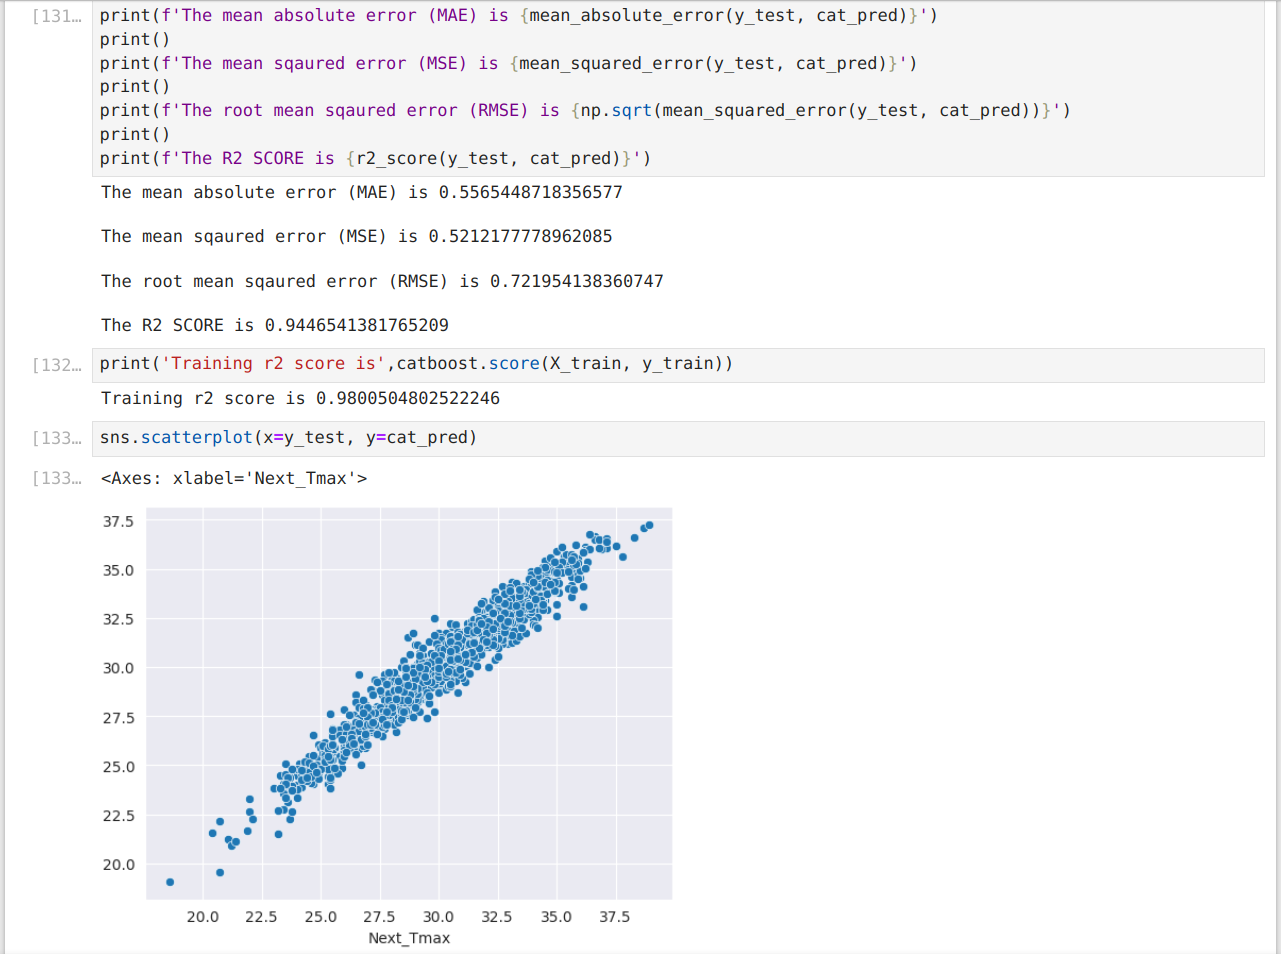 [131… print(f'The mean absolute error (MAE) is {mean_absolute_error(y_test, cat_pred)}')
print()
print(f'The mean sqaured error (MSE) is {mean_squared_error(y_test, cat_pred)}')
print()
print(f'The root mean sqaured error (RMSE) is {np.sqrt(mean_squared_error(y_test, cat_pred))}')
print()
print(f'The R2 SCORE is {r2_score(y_test, cat_pred)}')
The mean absolute error (MAE) is 0.5565448718356577
The mean sqaured error (MSE) is 0.5212177778962085
The root mean sqaured error (RMSE) is 0.721954138360747
The R2 SCORE is 0.9446541381765209
[132… print('Training r2 score is',catboost.score(X_train, y_train))
Training r2 score is 0.9800504802522246
[133… sns.scatterplot(x=y_test, y=cat_pred)
[133… <Axes: xlabel='Next_Tmax'>
37.5
35.0
32.5
30.0
27.5
25.0
22.5
20.0
20.0 22.5 25.0 27.5 30.0 32.5 35.0 37.5
Next_Tmax